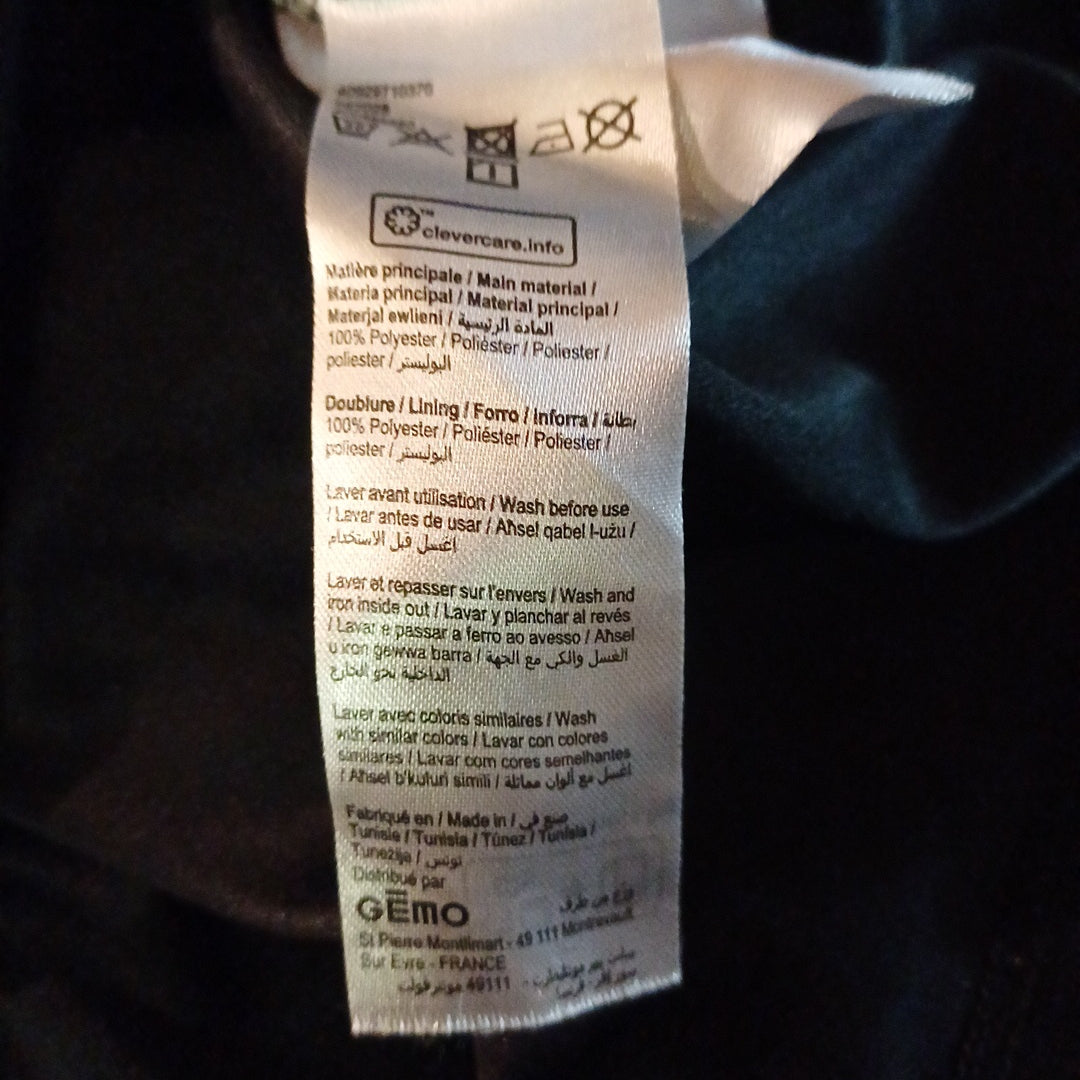 clevercare.info
Matière principale / Main material /
Materia principal / Material principal /
Materjal ewlieni / المادة الرئيسية
100% Polyester / Poliéster / Poliester /
poliester / البوليستر
Doublure / Lining / Forro / Inforra / بطانة
100% Polyester / Poliéster / Poliester /
poliester / البوليستر
Laver avant utilisation / Wash before use
/ Lavar antes de usar / Aħsel qabel l-użu /
اغسل قبل الاستخدام
Laver et repasser sur l'envers / Wash and
iron inside out / Lavar y planchar al revés
/ Lavar e passar a ferro ao avesso / Aħsel
u iron ġewwa barra / الغسل والكي مع الجهة
الداخلية نحو الخارج
Laver avec coloris similaires / Wash
with similar colors / Lavar con colores
similares / Lavar com cores semelhantes
/ Aħsel b'kuluri simili / اغسل مع ألوان مماثلة
Fabriqué en / Made in / صنع في
Tunisie / Tunisia / Túnez / Tunísia /
Tuneżija / تونس
Distribué par
GĒMO
St Pierre Montlimart - 49 111 Montrevault
Sur Evre - FRANCE
49111